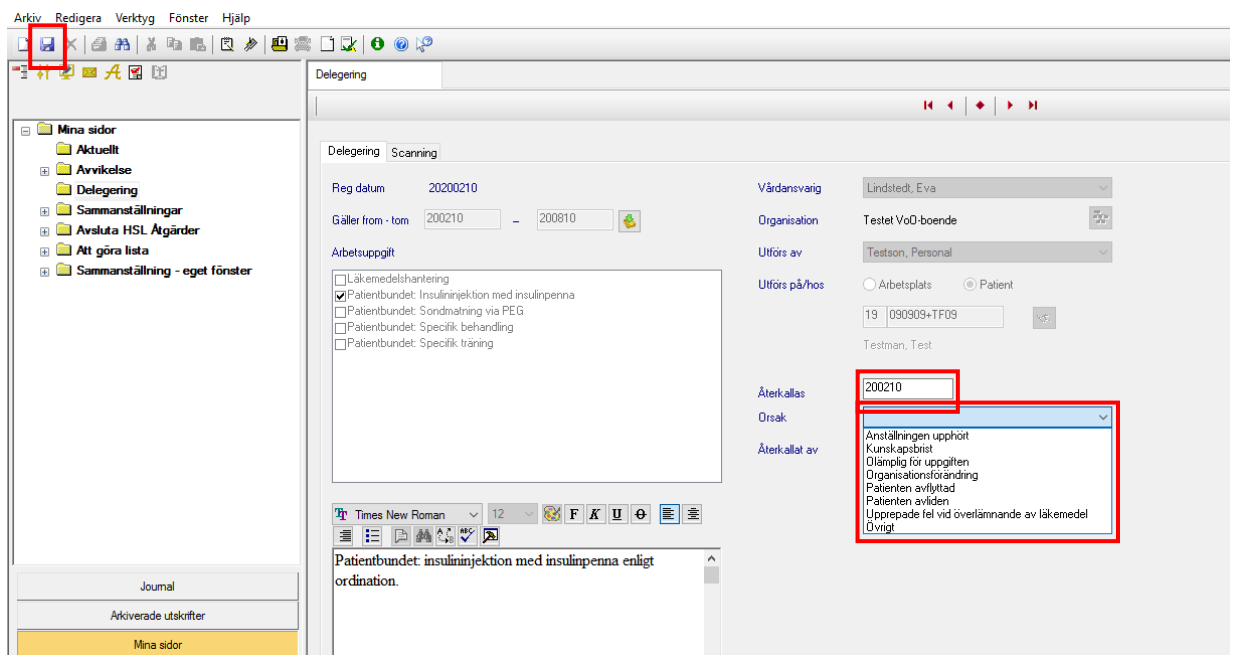 Arkiv Redigera Verktyg Fönster Hjälp
Mina sidor
Aktuellt
Avvikelse
Delegering
Sammanställningar
Avsluta HSL Åtgärder
Att göra lista
Sammanställning - eget fönster
Journal
Arkiverade utskrifter
Mina sidor
Delegering
Delegering Scanning
Reg datum 20200210
Gäller from - tom 200210 – 200810
Arbetsuppgift
Läkemedelshantering
Patientbundet: Insulininjektion med insulinpenna
Patientbundet: Sondmatning via PEG
Patientbundet: Specifik behandling
Patientbundet: Specifik träning
Times New Roman 12 F K U O
Patientbundet: insulininjektion med insulinpenna enligt
ordination.
Vårdansvarig Lindstedt, Eva
Organisation Testet VoO-boende
Utförs av Testson, Personal
Utförs på/hos Arbetsplats Patient
19 090909+TF09
Testman, Test
Återkallas 200210
Orsak
Återkallat av
Anställningen upphört
Kunskapsbrist
Olämplig för uppgiften
Organisationsförändring
Patienten avflyttad
Patienten avliden
Upprepade fel vid överlämnande av läkemedel
Övrigt